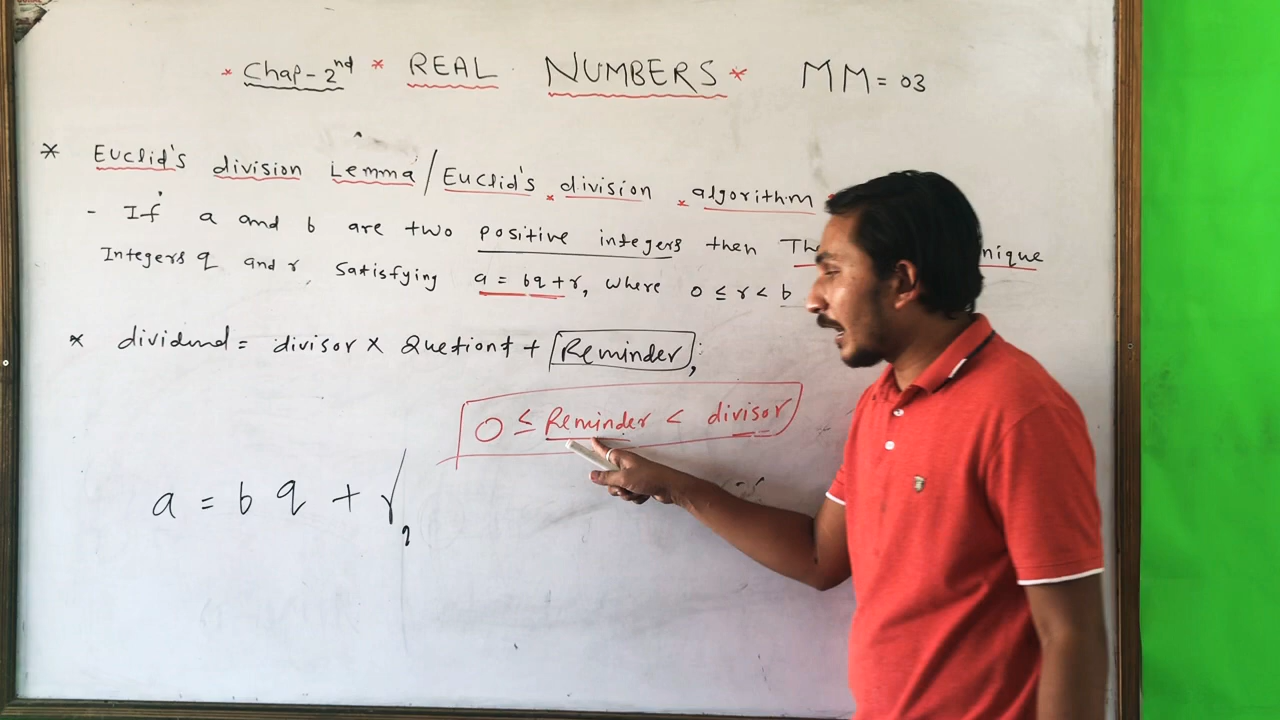 * Chap-2nd * REAL NUMBERS * MM = 03
* Euclid's division Lemma / Euclid's division algorithm
- If a and b are two positive integers then Th nique
Integers q and r Satisfying a = bq + r, where 0 ≤ r < b
* dividend = divisor × Quetiont + Reminder,
0 ≤ Reminder < divisor
a = b q + r,